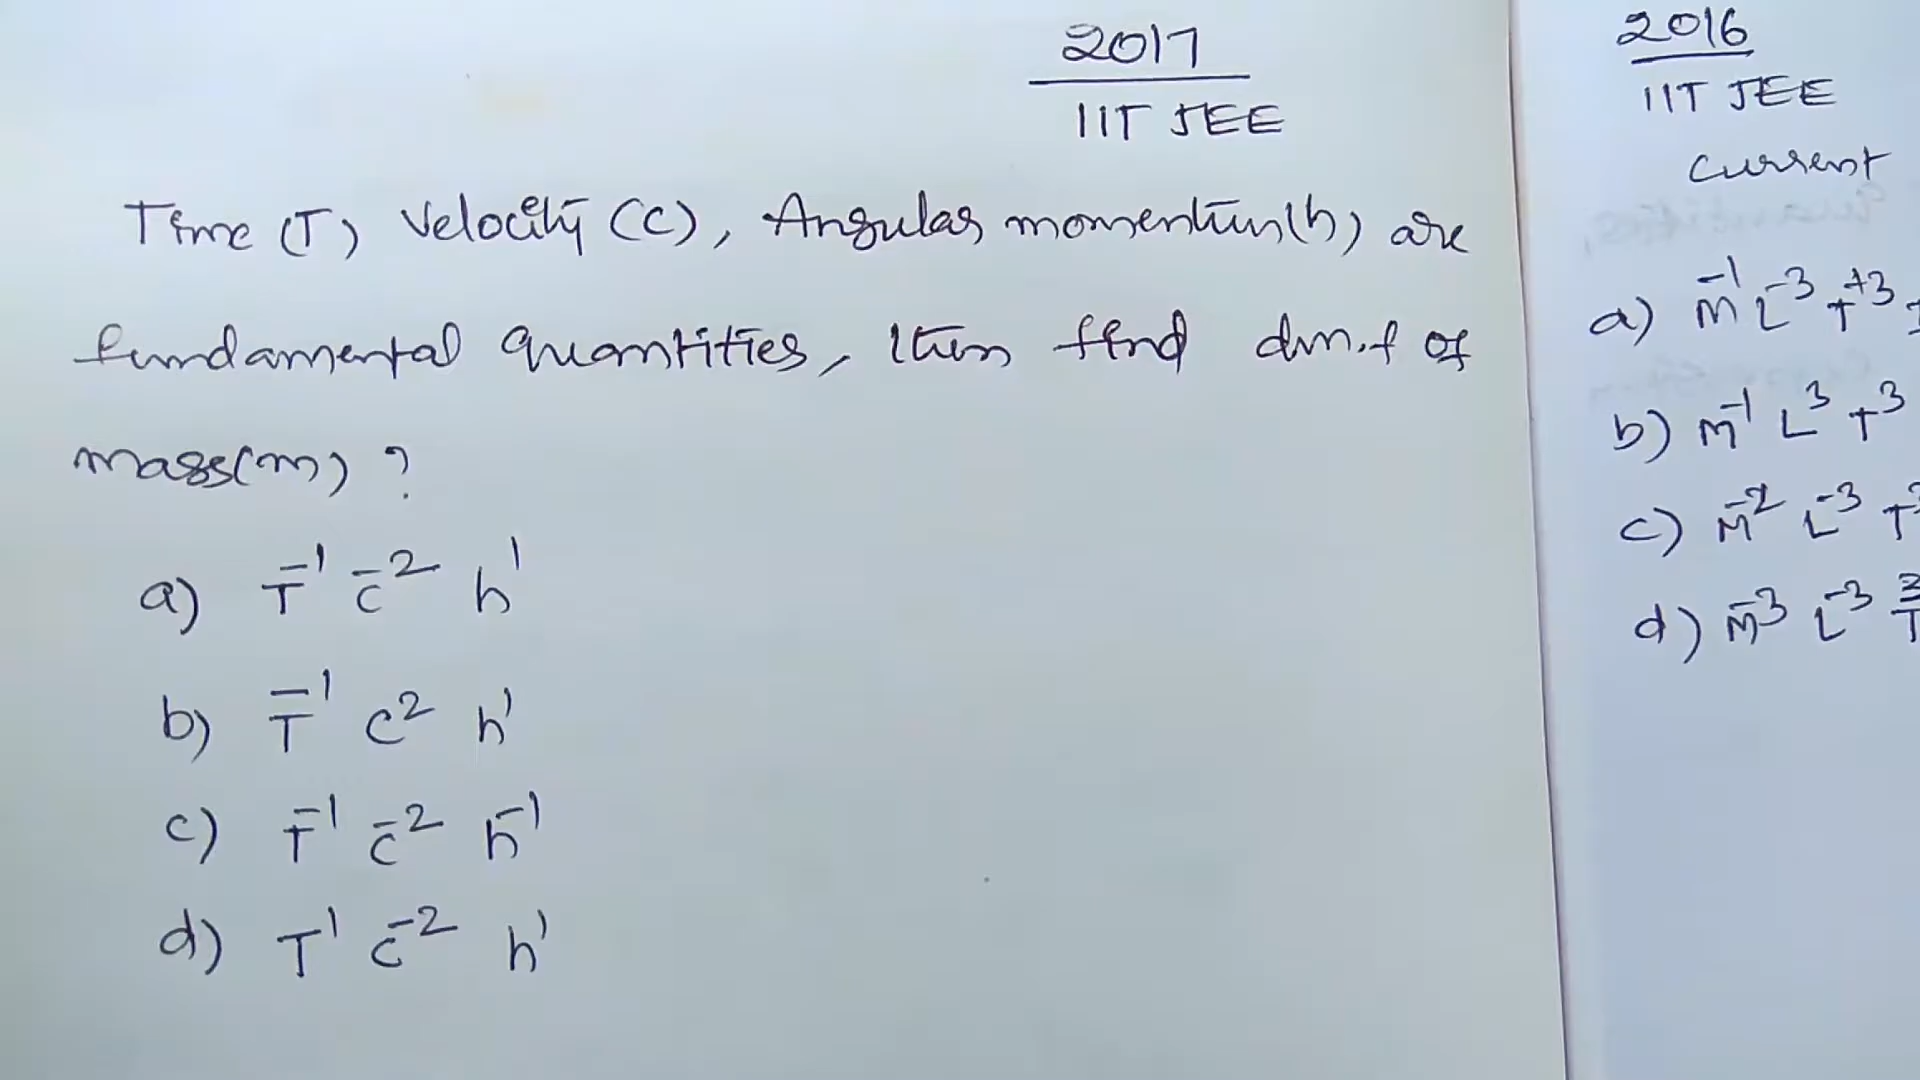 2017
IIT JEE
Time (T) Velocity (C), Angular momentum(h) are
fundamental quantities, then find dm.f of
mass(m) ?
a) T⁻¹ C⁻² h¹
b) T⁻¹ C² h¹
c) T⁻¹ C⁻² h⁻¹
d) T¹ C⁻² h¹
2016
IIT JEE
Current
a) M⁻¹ L⁻³ T⁺³
b) M⁻¹ L³ T³
c) M⁻² L⁻³ T
d) M⁻³ L⁻³ T³